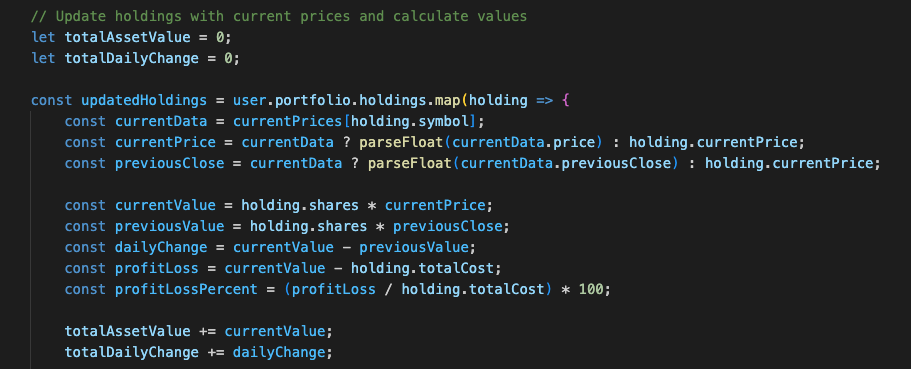 // Update holdings with current prices and calculate values
let totalAssetValue = 0;
let totalDailyChange = 0;
const updatedHoldings = user.portfolio.holdings.map(holding => {
const currentData = currentPrices[holding.symbol];
const currentPrice = currentData ? parseFloat(currentData.price) : holding.currentPrice;
const previousClose = currentData ? parseFloat(currentData.previousClose) : holding.currentPrice;
const currentValue = holding.shares * currentPrice;
const previousValue = holding.shares * previousClose;
const dailyChange = currentValue - previousValue;
const profitLoss = currentValue - holding.totalCost;
const profitLossPercent = (profitLoss / holding.totalCost) * 100;
totalAssetValue += currentValue;
totalDailyChange += dailyChange;